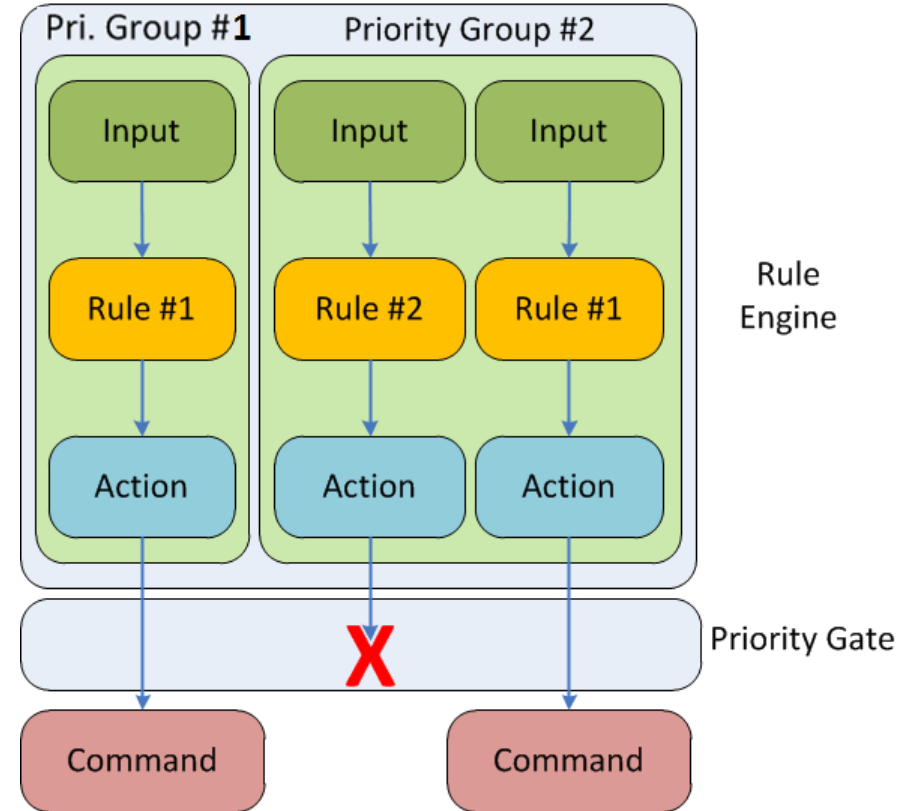 Pri. Group #1
Priority Group #2
Input
Input
Input
Rule #1
Rule #2
Rule #1
Rule
Engine
Action
Action
Action
Priority Gate
X
Command
Command